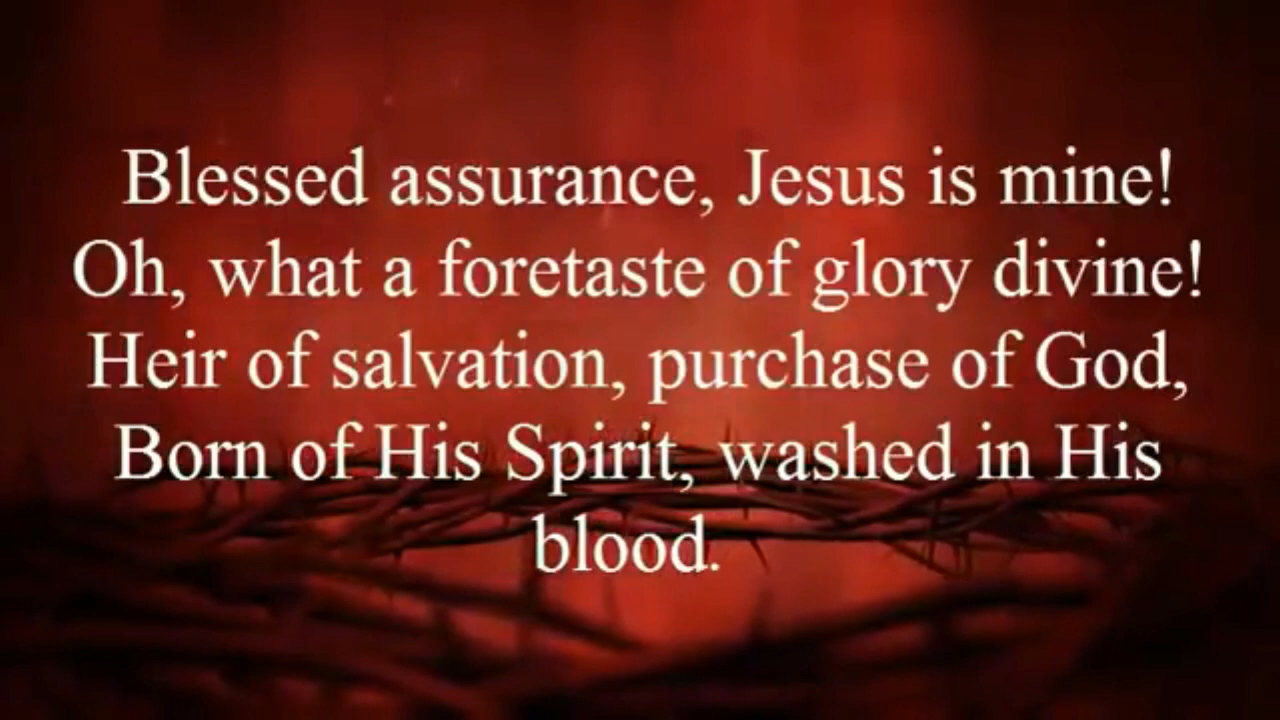 Blessed assurance, Jesus is mine!
Oh, what a foretaste of glory divine!
Heir of salvation, purchase of God,
Born of His Spirit, washed in His
blood.